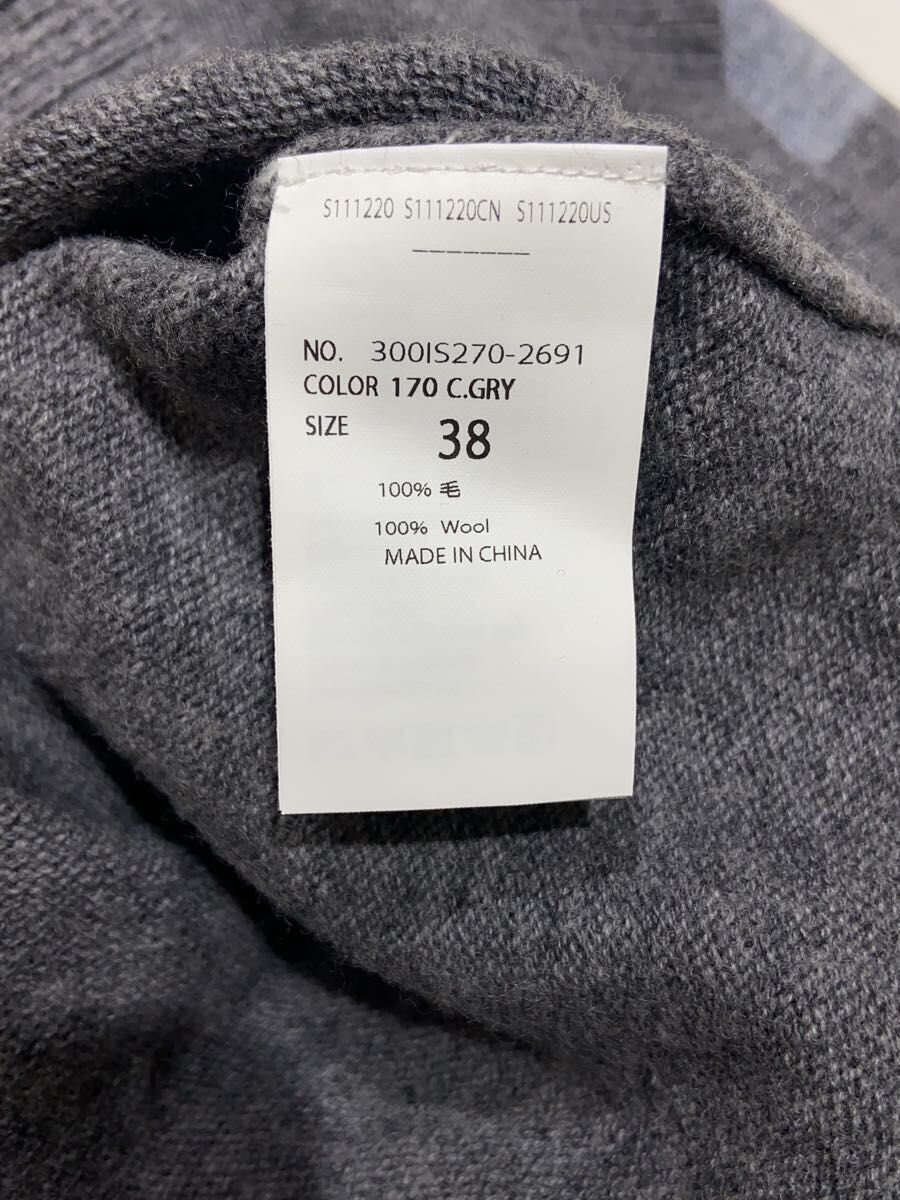 S111220 S111220CN S111220US
-------
NO. 300IS270-2691
COLOR 170 C.GRY
SIZE 38
100% 毛
100% Wool
MADE IN CHINA